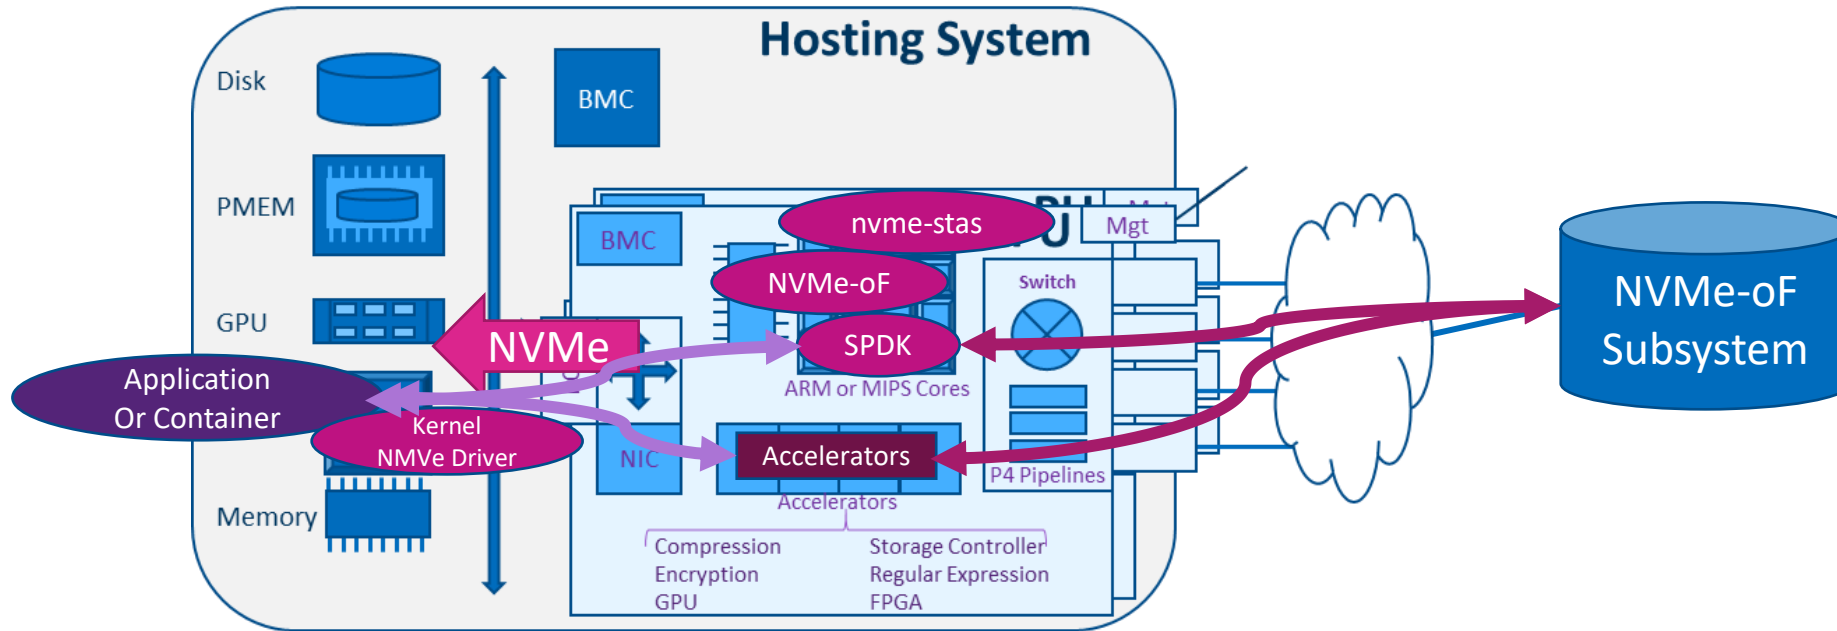 Hosting System
Disk
BMC
PMEM
nvme-stas
Mgt
BMC
NVMe-oF
Switch
GPU
NVMe
SPDK
NVMe-oF
Subsystem
Application
Or Container
ARM or MIPS Cores
Kernel
NMVe Driver
NIC
Accelerators
P4 Pipelines
Accelerators
Memory
Compression
Storage Controller
Encryption
Regular Expression
GPU
FPGA